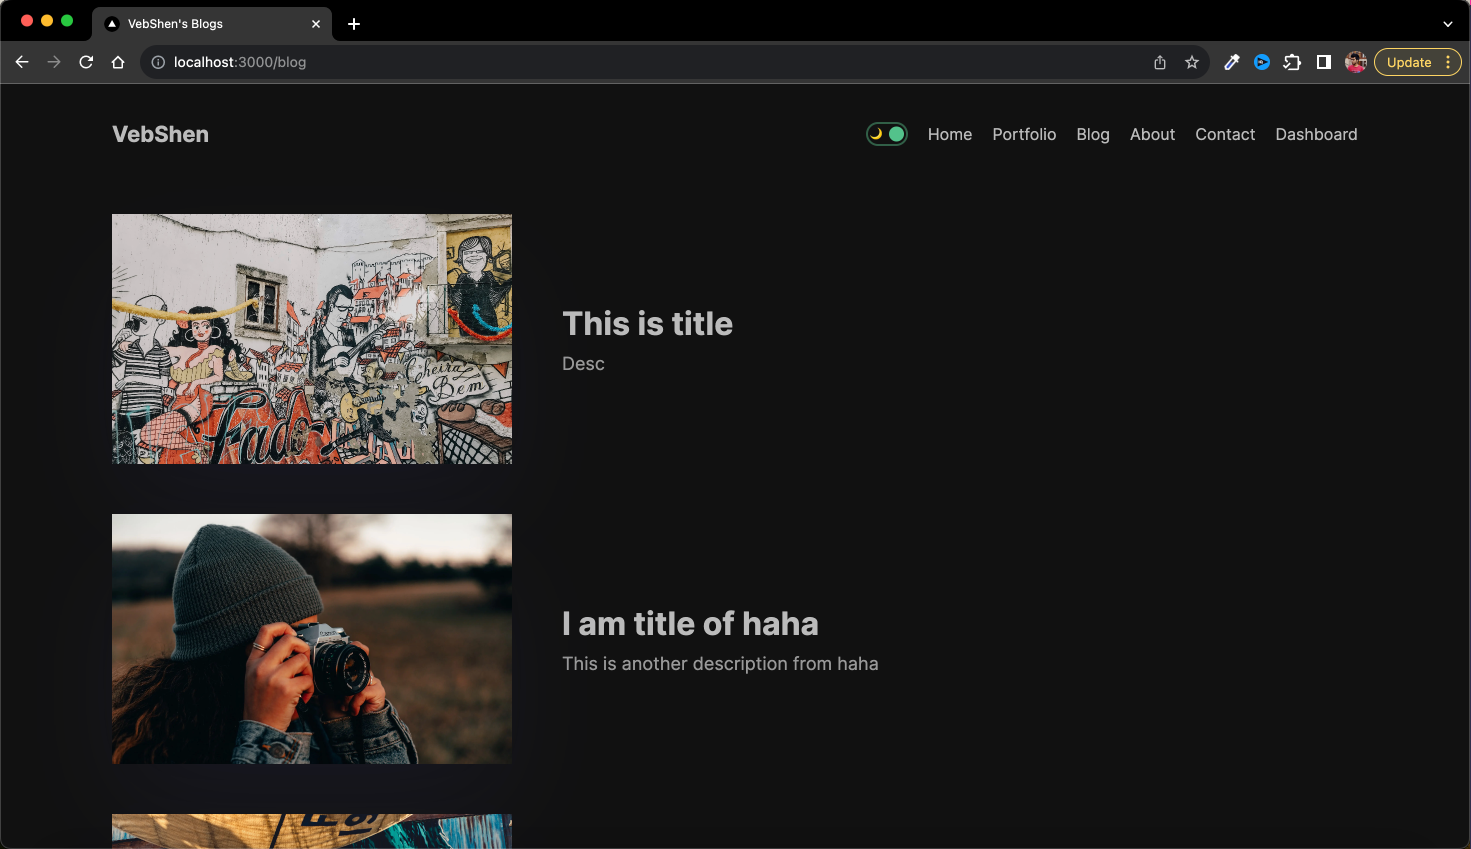 VebShen's Blogs
localhost:3000/blog
Update
VebShen
Home Portfolio Blog About Contact Dashboard
Cheira
Bem
fado
This is title
Desc
I am title of haha
This is another description from haha